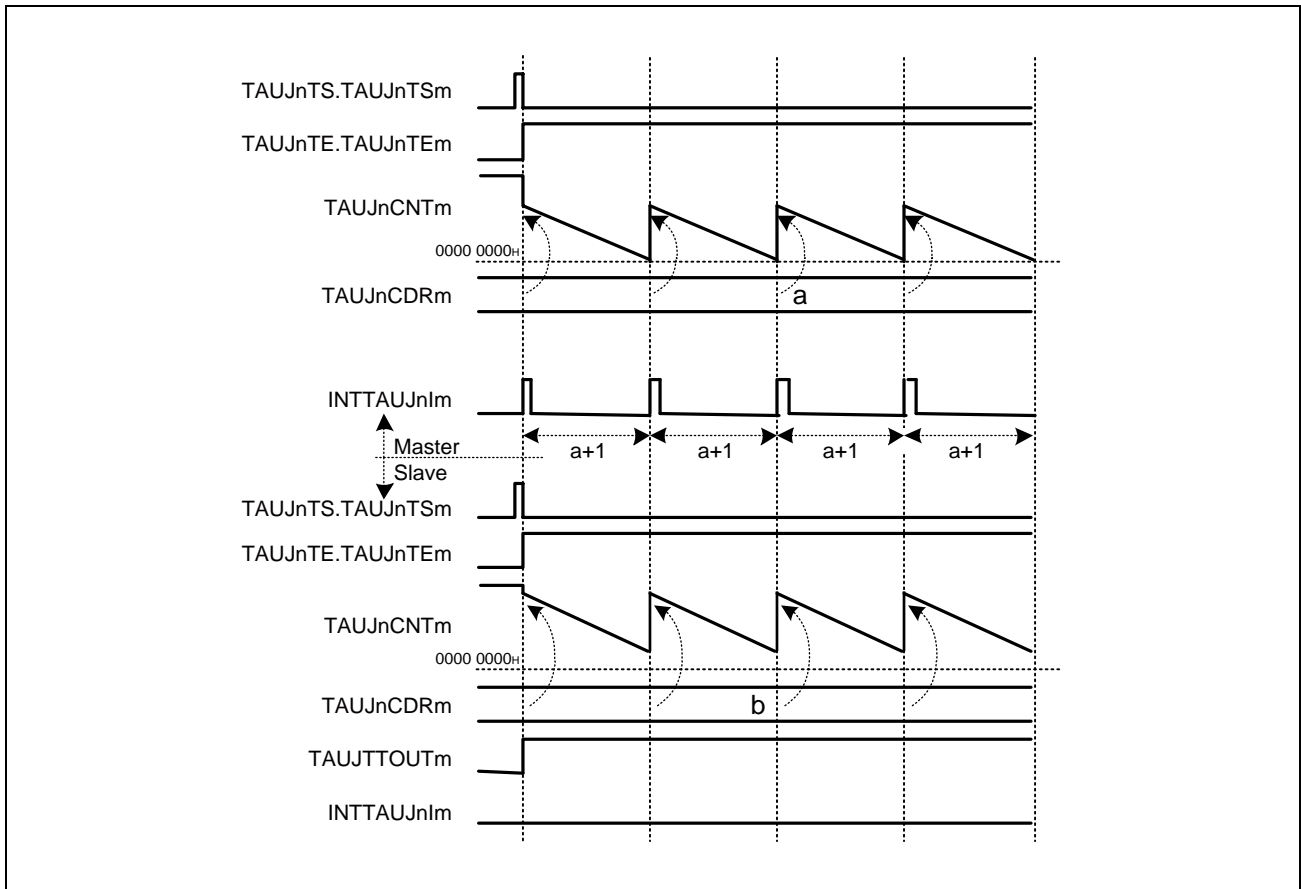 TAUJnTS.TAUJnTSm
TAUJnTE.TAUJnTEm
TAUJnCNTm
0000 0000H
TAUJnCDRm
a
INTTAUJnIm
Master
a+1 a+1 a+1 a+1
Slave
TAUJnTS.TAUJnTSm
TAUJnTE.TAUJnTEm
TAUJnCNTm
0000 0000H
TAUJnCDRm
b
TAUJTTOUTm
INTTAUJnIm